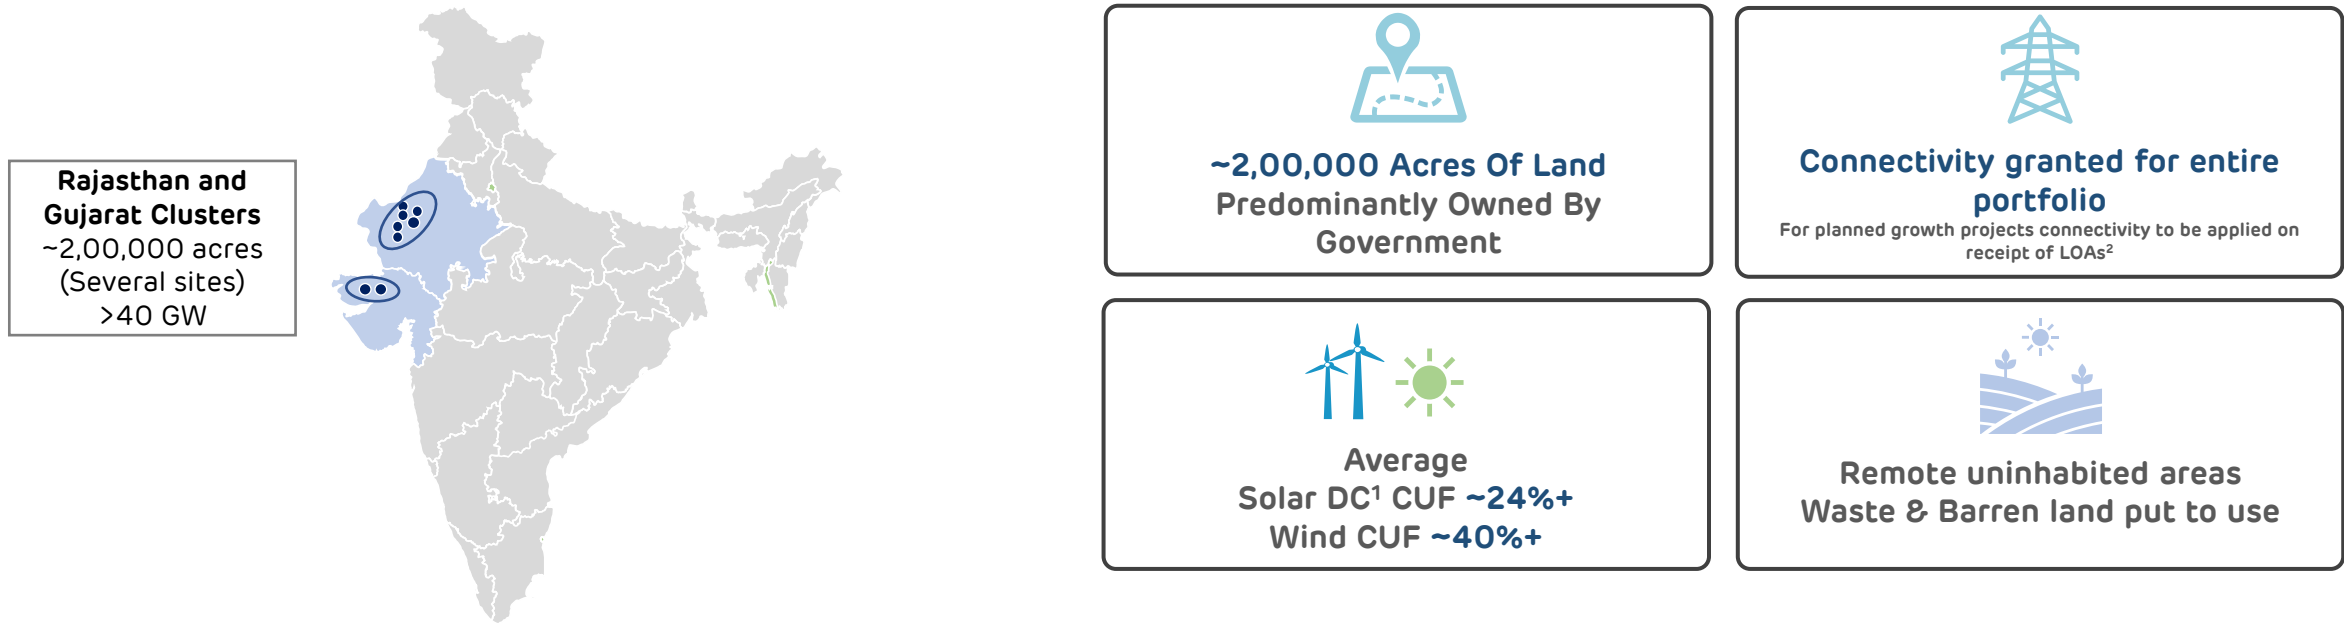 Rajasthan and
Gujarat Clusters
~2,00,000 acres
(Several sites)
>40 GW
~2,00,000 Acres Of Land
Predominantly Owned By
Government
Connectivity granted for entire
portfolio
For planned growth projects connectivity to be applied on
receipt of LOAs²
Average
Solar DC¹ CUF ~24%+
Wind CUF ~40%+
Remote uninhabited areas
Waste & Barren land put to use